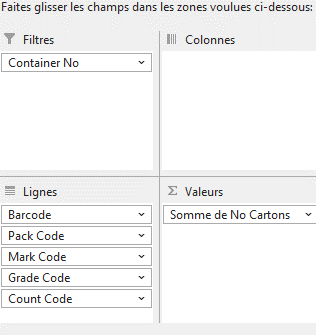 Faites glisser les champs dans les zones voulues ci-dessous:
Filtres
Colonnes
Container No
Lignes
Valeurs
Barcode
Somme de No Cartons
Pack Code
Mark Code
Grade Code
Count Code